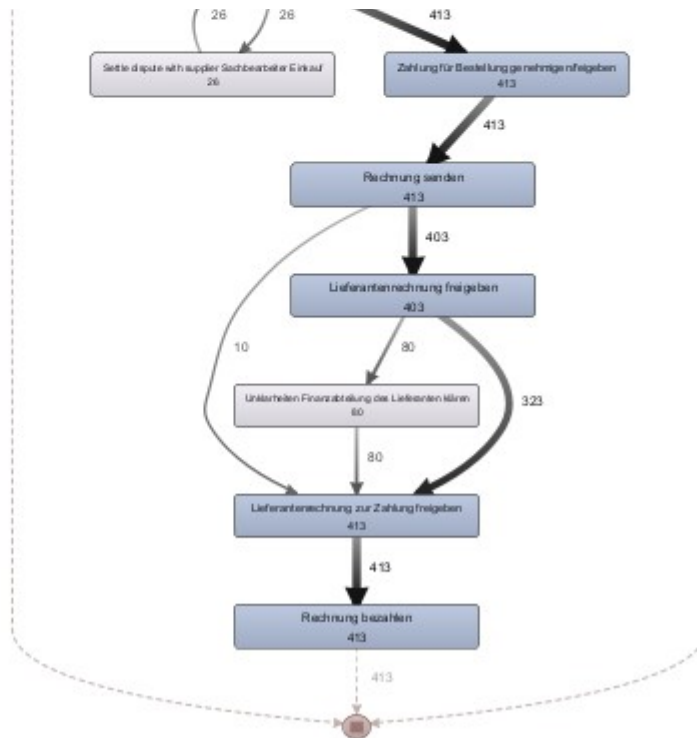 26
26
413
Settle dispute with supplier Sachbearbeiter Einkauf
26
Zahlung für Bestellung genehmigen/freigeben
413
413
Rechnung senden
413
403
Lieferantenrechnung freigeben
403
10
80
323
Unklarheiten Finanzabteilung des Lieferanten klären
80
80
Lieferantenrechnung zur Zahlung freigeben
413
413
Rechnung bezahlen
413
413